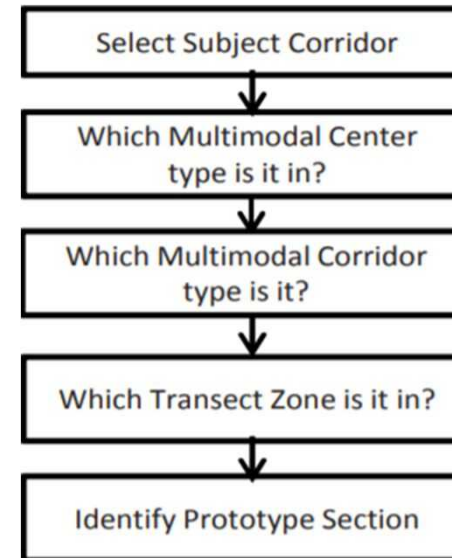 Select Subject Corridor
Which Multimodal Center
type is it in?
Which Multimodal Corridor
type is it?
Which Transect Zone is it in?
Identify Prototype Section